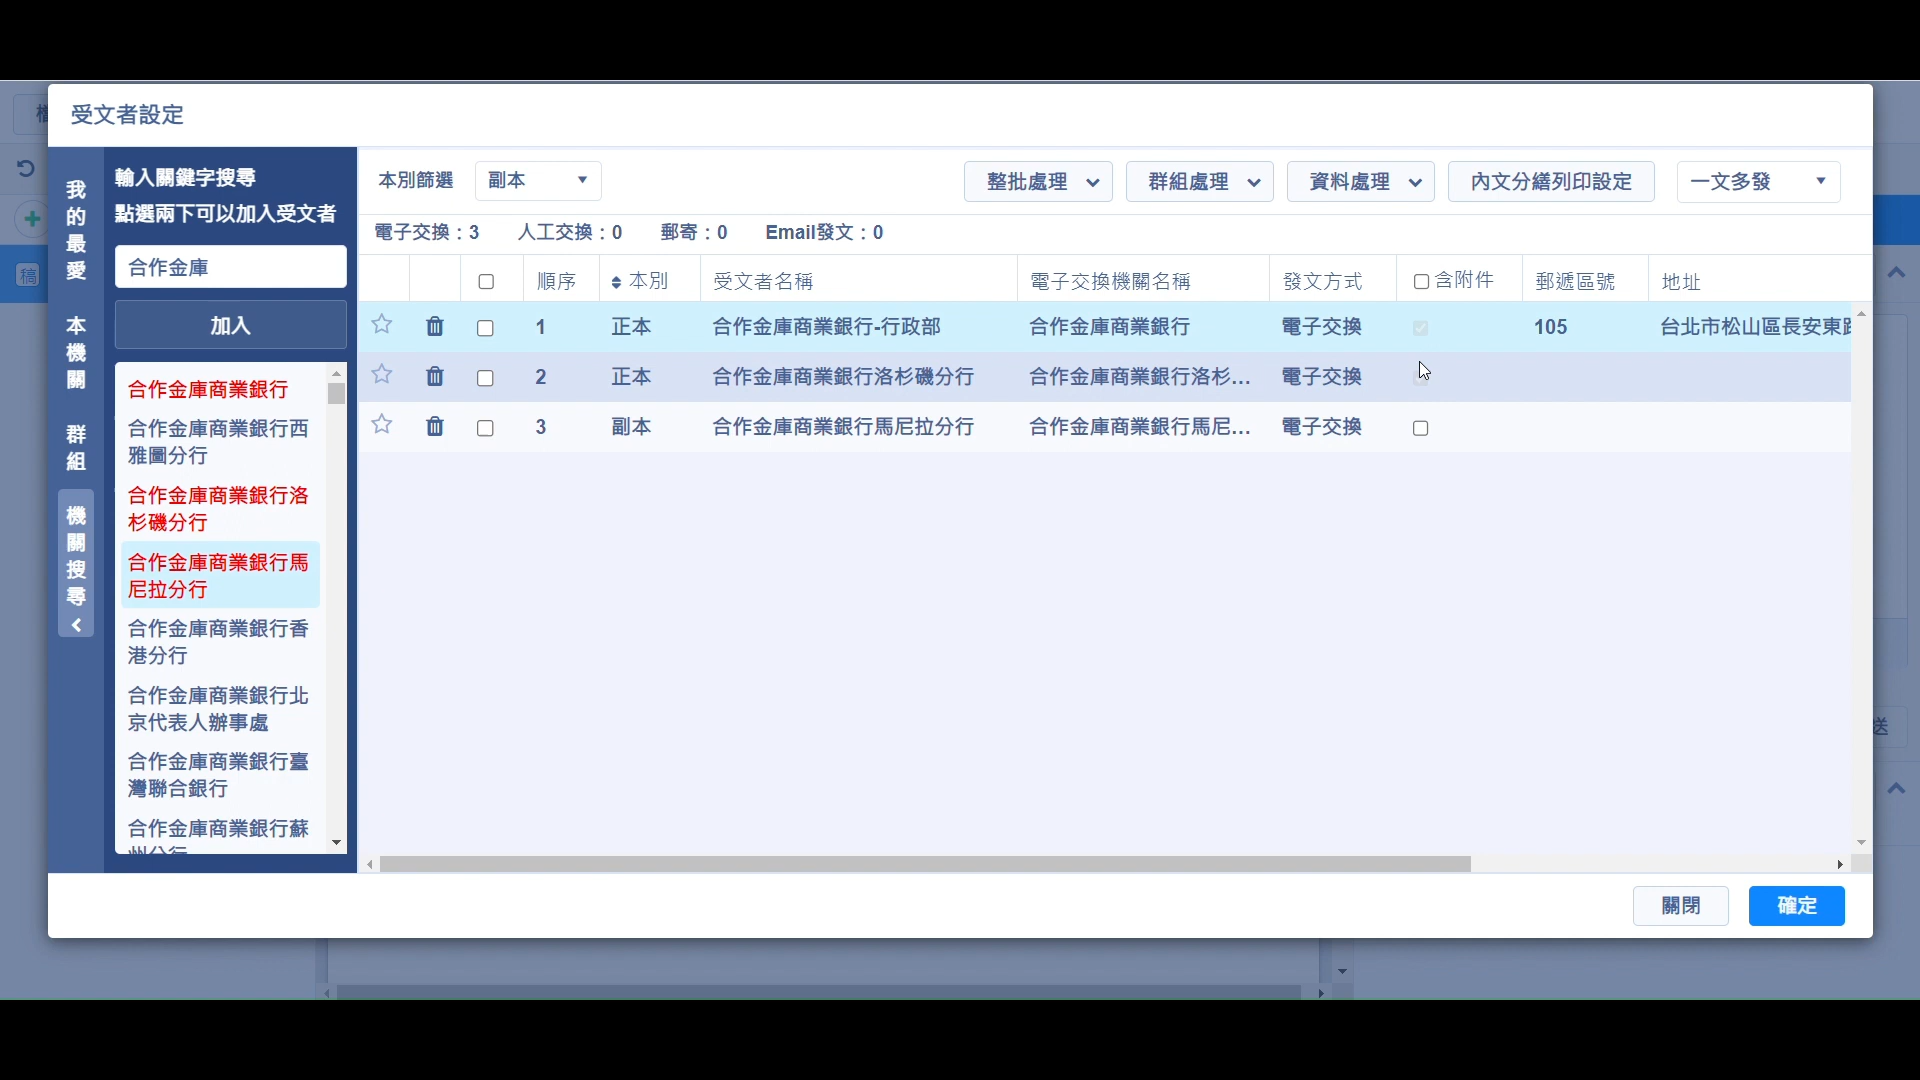 受文者設定
我的最愛
本機關
群組
機關搜尋
輸入關鍵字搜尋
點選兩下可以加入受文者
合作金庫
加入
合作金庫商業銀行
合作金庫商業銀行西
雅圖分行
合作金庫商業銀行洛
杉磯分行
合作金庫商業銀行馬
尼拉分行
合作金庫商業銀行香
港分行
合作金庫商業銀行北
京代表人辦事處
合作金庫商業銀行臺
灣聯合銀行
合作金庫商業銀行蘇
州分行
本別篩選 副本 整批處理 群組處理 資料處理 內文分繕列印設定 一文多發
電子交換：3 人工交換：0 郵寄：0 Email發文：0
順序 本別 受文者名稱 電子交換機關名稱 發文方式 含附件 郵遞區號 地址
1 正本 合作金庫商業銀行-行政部 合作金庫商業銀行 電子交換 105 台北市松山區長安東路
2 正本 合作金庫商業銀行洛杉磯分行 合作金庫商業銀行洛杉... 電子交換
3 副本 合作金庫商業銀行馬尼拉分行 合作金庫商業銀行馬尼... 電子交換
關閉 確定
稿
送